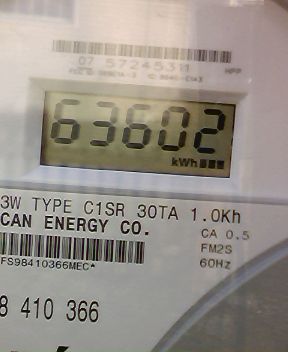 07 57245311
HPP
63602
kWh
3W TYPE C1SR 30TA 1.0Kh
CAN ENERGY CO.
CA 0.5
FM2S
60Hz
FS98410366MEC*
8 410 366